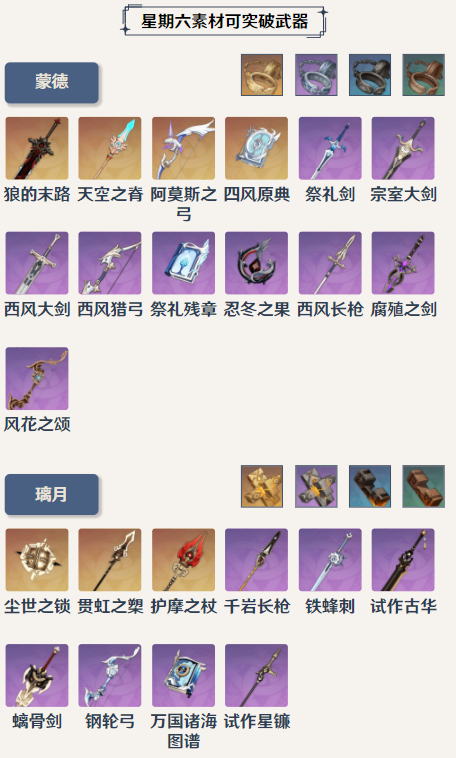 星期六素材可突破武器
蒙德
狼的末路 天空之脊 阿莫斯之弓 四风原典 祭礼剑 宗室大剑
西风大剑 西风猎弓 祭礼残章 忍冬之果 西风长枪 腐殖之剑
风花之颂
璃月
尘世之锁 贯虹之槊 护摩之杖 千岩长枪 铁蜂刺 试作古华
螭骨剑 钢轮弓 万国诸海图谱 试作星镰